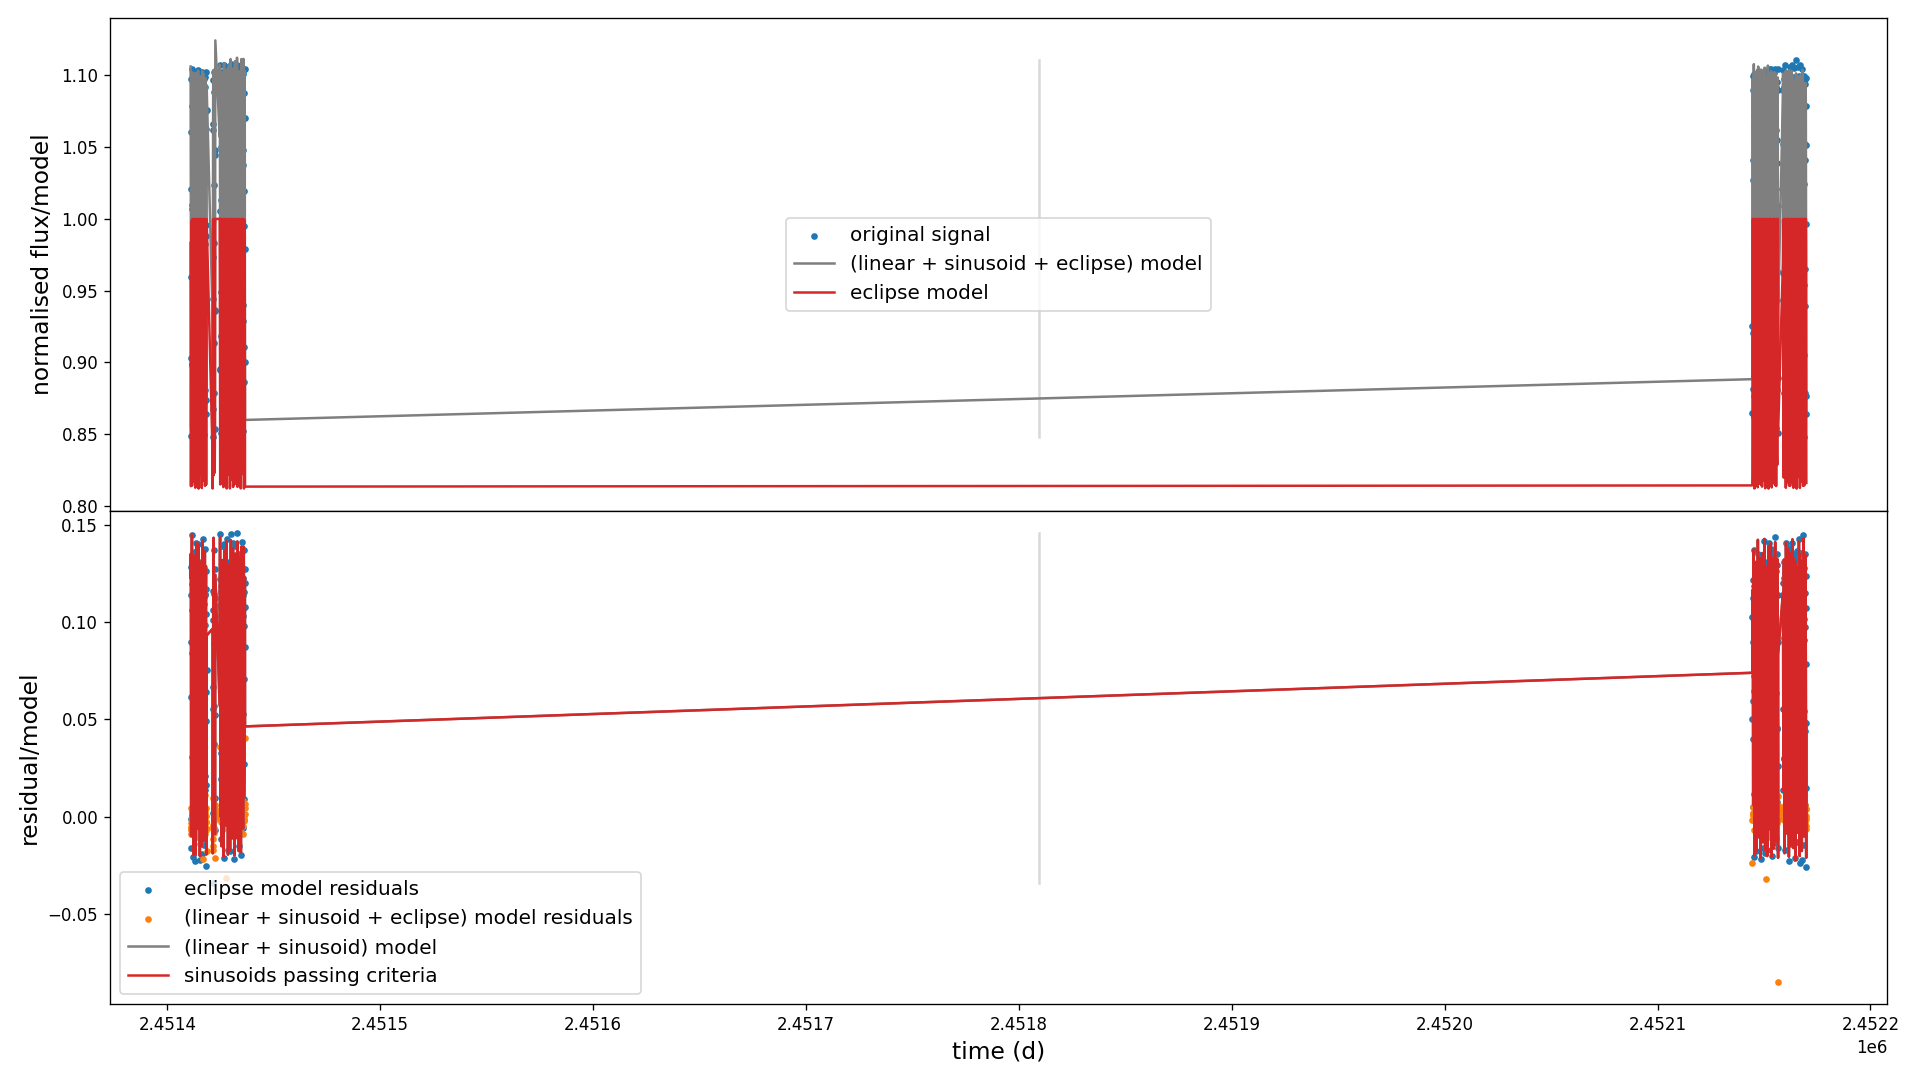 normalised flux/model
1.10
1.05
1.00
0.95
0.90
0.85
0.80
original signal
(linear + sinusoid + eclipse) model
eclipse model
residual/model
0.15
0.10
0.05
0.00
−0.05
eclipse model residuals
(linear + sinusoid + eclipse) model residuals
(linear + sinusoid) model
sinusoids passing criteria
2.4514 2.4515 2.4516 2.4517 2.4518 2.4519 2.4520 2.4521 2.4522
1e6
time (d)